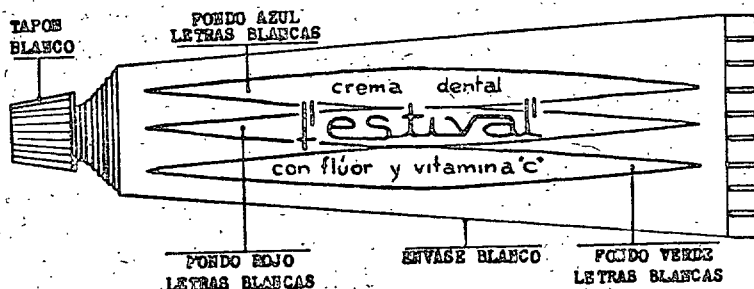 TAPON
BLANCO
FONDO AZUL
LETRAS BLANCAS
crema dental
festival
con flúor y vitamina "C"
FONDO ROJO
LETRAS BLANCAS
ENVASE BLANCO
FONDO VERDE
LETRAS BLANCAS